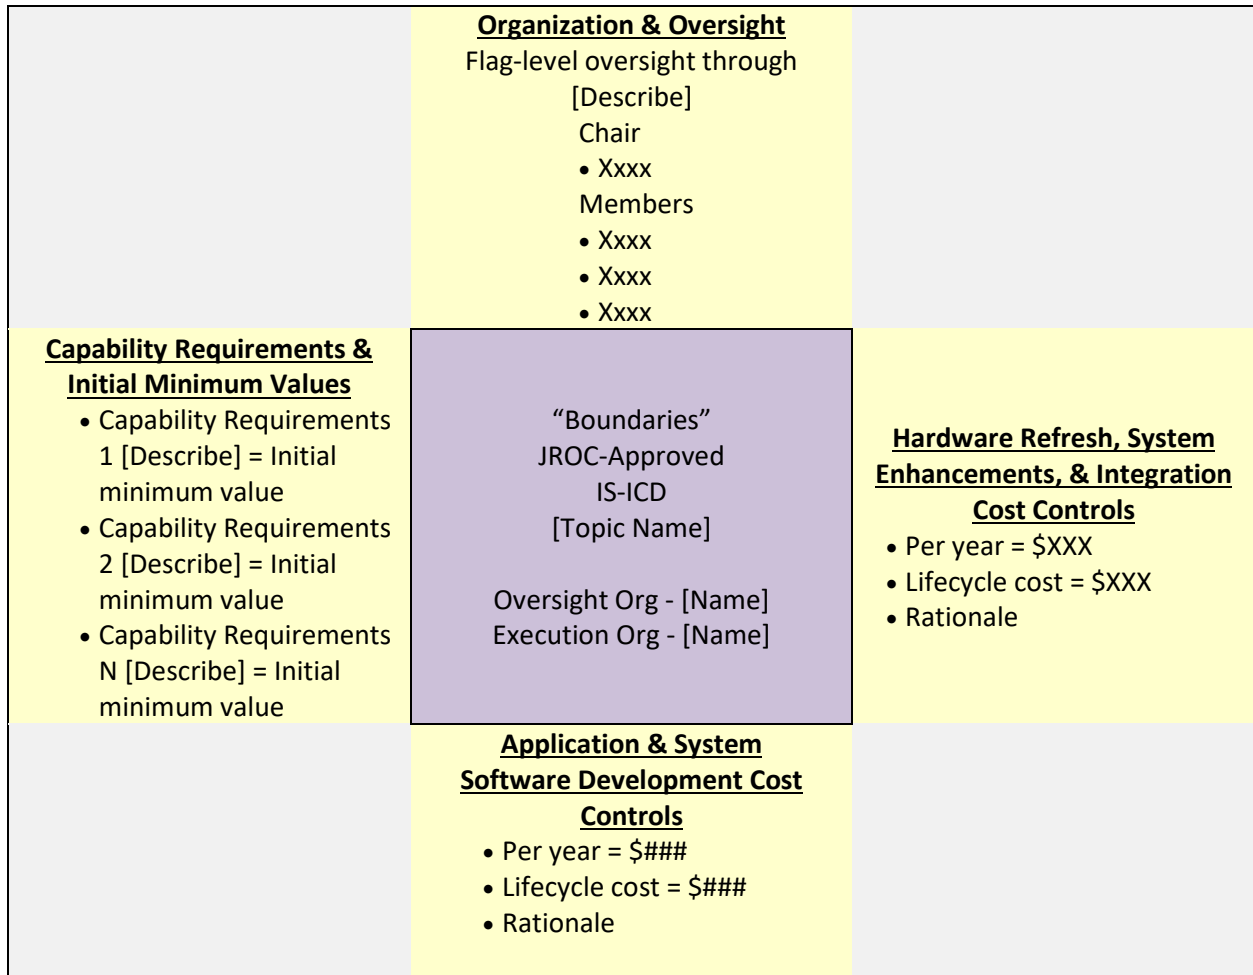 Organization & Oversight
Flag-level oversight through
[Describe]
Chair
• Xxxx
Members
• Xxxx
• Xxxx
• Xxxx
Capability Requirements &
Initial Minimum Values
• Capability Requirements
1 [Describe] = Initial
minimum value
• Capability Requirements
2 [Describe] = Initial
minimum value
• Capability Requirements
N [Describe] = Initial
minimum value
“Boundaries”
JROC-Approved
IS-ICD
[Topic Name]
Oversight Org - [Name]
Execution Org - [Name]
Hardware Refresh, System
Enhancements, & Integration
Cost Controls
• Per year = $XXX
• Lifecycle cost = $XXX
• Rationale
Application & System
Software Development Cost
Controls
• Per year = $###
• Lifecycle cost = $###
• Rationale